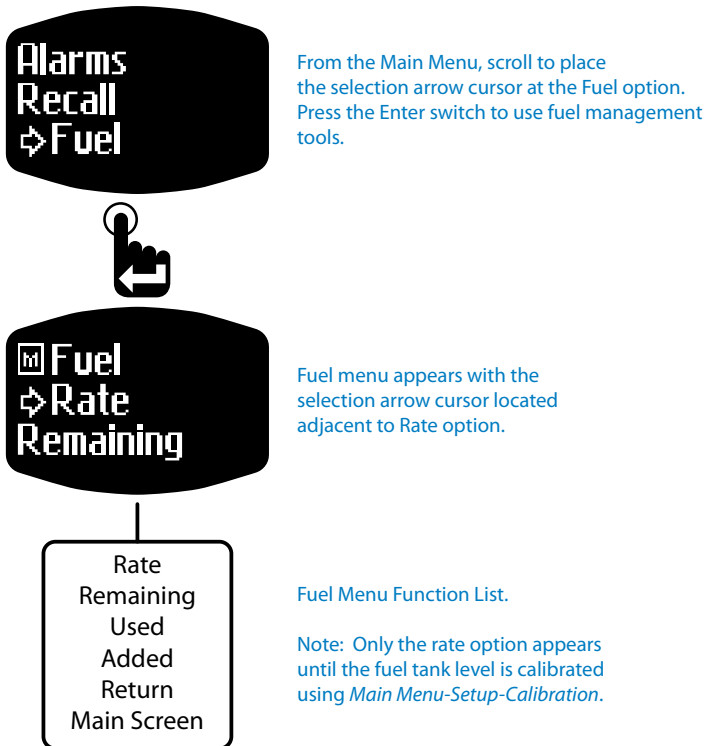 Alarms
Recall
Fuel
From the Main Menu, scroll to place
the selection arrow cursor at the Fuel option.
Press the Enter switch to use fuel management
tools.
M Fuel
Rate
Remaining
Fuel menu appears with the
selection arrow cursor located
adjacent to Rate option.
Rate
Remaining
Used
Added
Return
Main Screen
Fuel Menu Function List.
Note: Only the rate option appears
until the fuel tank level is calibrated
using Main Menu-Setup-Calibration.